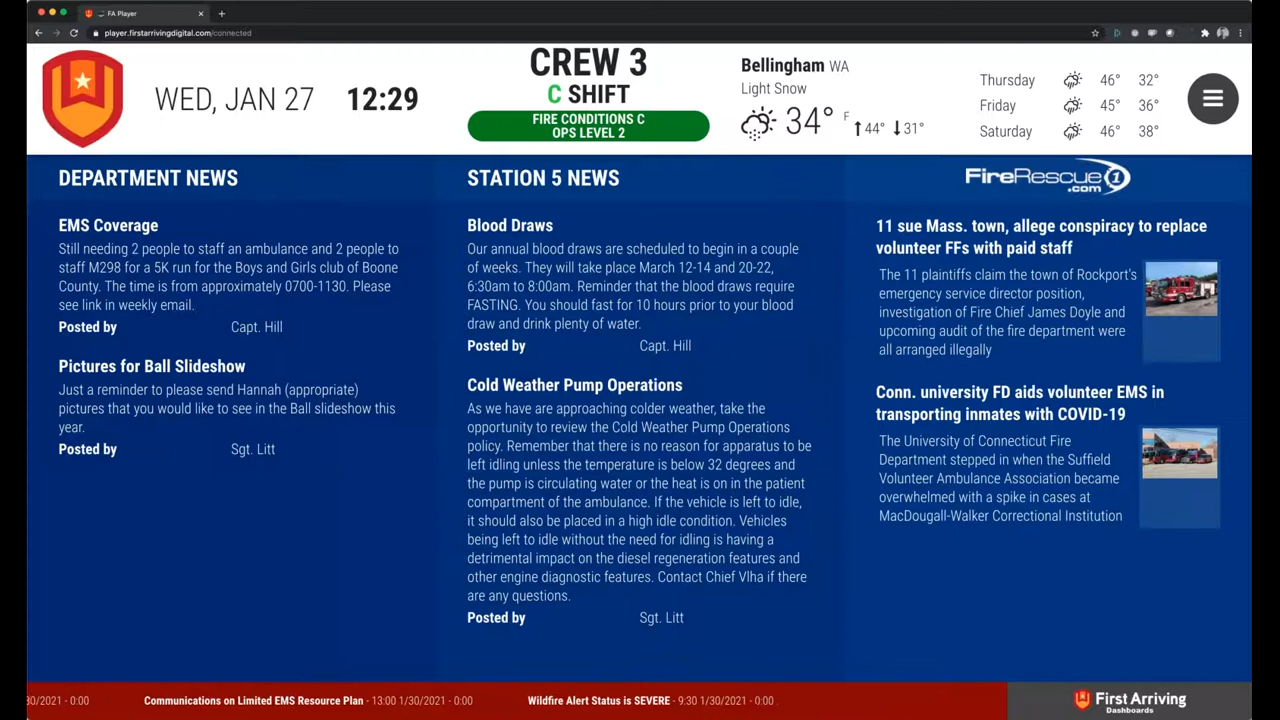 FA Player
player.firstarrivingdigital.com/connected
WED, JAN 27
12:29
CREW 3
C SHIFT
FIRE CONDITIONS C
OPS LEVEL 2
Bellingham WA
Light Snow
34° F
44° 31°
Thursday 46° 32°
Friday 45° 36°
Saturday 46° 38°
DEPARTMENT NEWS
EMS Coverage
Still needing 2 people to staff an ambulance and 2 people to
staff M298 for a 5K run for the Boys and Girls club of Boone
County. The time is from approximately 0700-1130. Please
see link in weekly email.
Posted by Capt. Hill
Pictures for Ball Slideshow
Just a reminder to please send Hannah (appropriate)
pictures that you would like to see in the Ball slideshow this
year.
Posted by Sgt. Litt
STATION 5 NEWS
Blood Draws
Our annual blood draws are scheduled to begin in a couple
of weeks. They will take place March 12-14 and 20-22,
6:30am to 8:00am. Reminder that the blood draws require
FASTING. You should fast for 10 hours prior to your blood
draw and drink plenty of water.
Posted by Capt. Hill
Cold Weather Pump Operations
As we have are approaching colder weather, take the
opportunity to review the Cold Weather Pump Operations
policy. Remember that there is no reason for apparatus to be
left idling unless the temperature is below 32 degrees and
the pump is circulating water or the heat is on in the patient
compartment of the ambulance. If the vehicle is left to idle,
it should also be placed in a high idle condition. Vehicles
being left to idle without the need for idling is having a
detrimental impact on the diesel regeneration features and
other engine diagnostic features. Contact Chief Vlha if there
are any questions.
Posted by Sgt. Litt
FireRescue1
.com
11 sue Mass. town, allege conspiracy to replace
volunteer FFs with paid staff
The 11 plaintiffs claim the town of Rockport's
emergency service director position,
investigation of Fire Chief James Doyle and
upcoming audit of the fire department were
all arranged illegally
Conn. university FD aids volunteer EMS in
transporting inmates with COVID-19
The University of Connecticut Fire
Department stepped in when the Suffield
Volunteer Ambulance Association became
overwhelmed with a spike in cases at
MacDougall-Walker Correctional Institution
30/2021 - 0:00 Communications on Limited EMS Resource Plan - 13:00 1/30/2021 - 0:00 Wildfire Alert Status is SEVERE - 9:30 1/30/2021 - 0:00
First Arriving
Dashboards